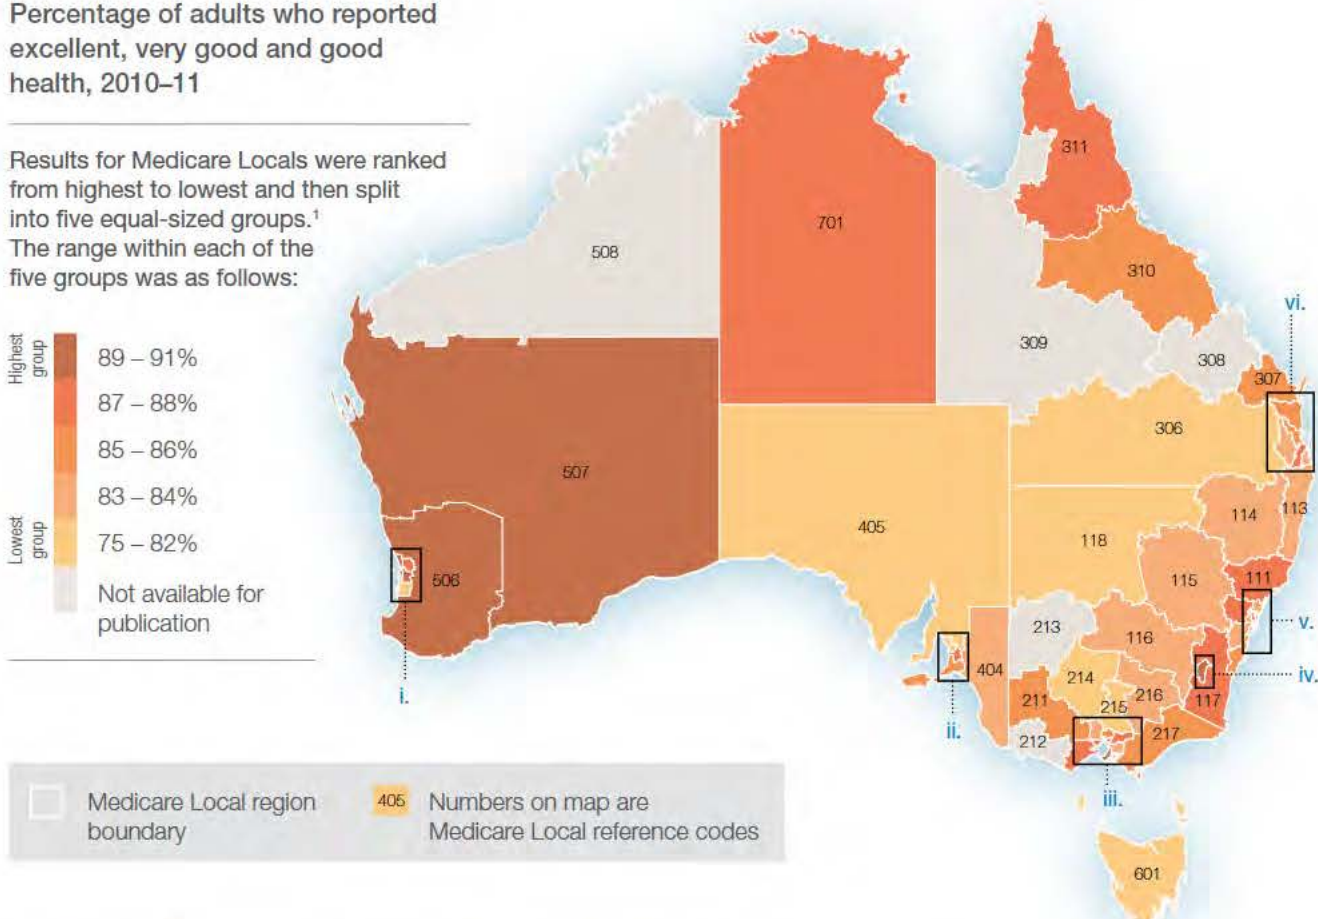 Percentage of adults who reported
excellent, very good and good
health, 2010–11
Results for Medicare Locals were ranked
from highest to lowest and then split
into five equal-sized groups.¹
The range within each of the
five groups was as follows:
Highest
group
89 – 91%
87 – 88%
85 – 86%
83 – 84%
Lowest
group
75 – 82%
Not available for
publication
311
701
508
310
vi.
309
308
307
306
507
405
114
113
118
506
115
111
213
116
v.
404
214
iv.
211
216
117
215
i.
ii.
212
217
iii.
Medicare Local region
boundary
405
Numbers on map are
Medicare Local reference codes
601